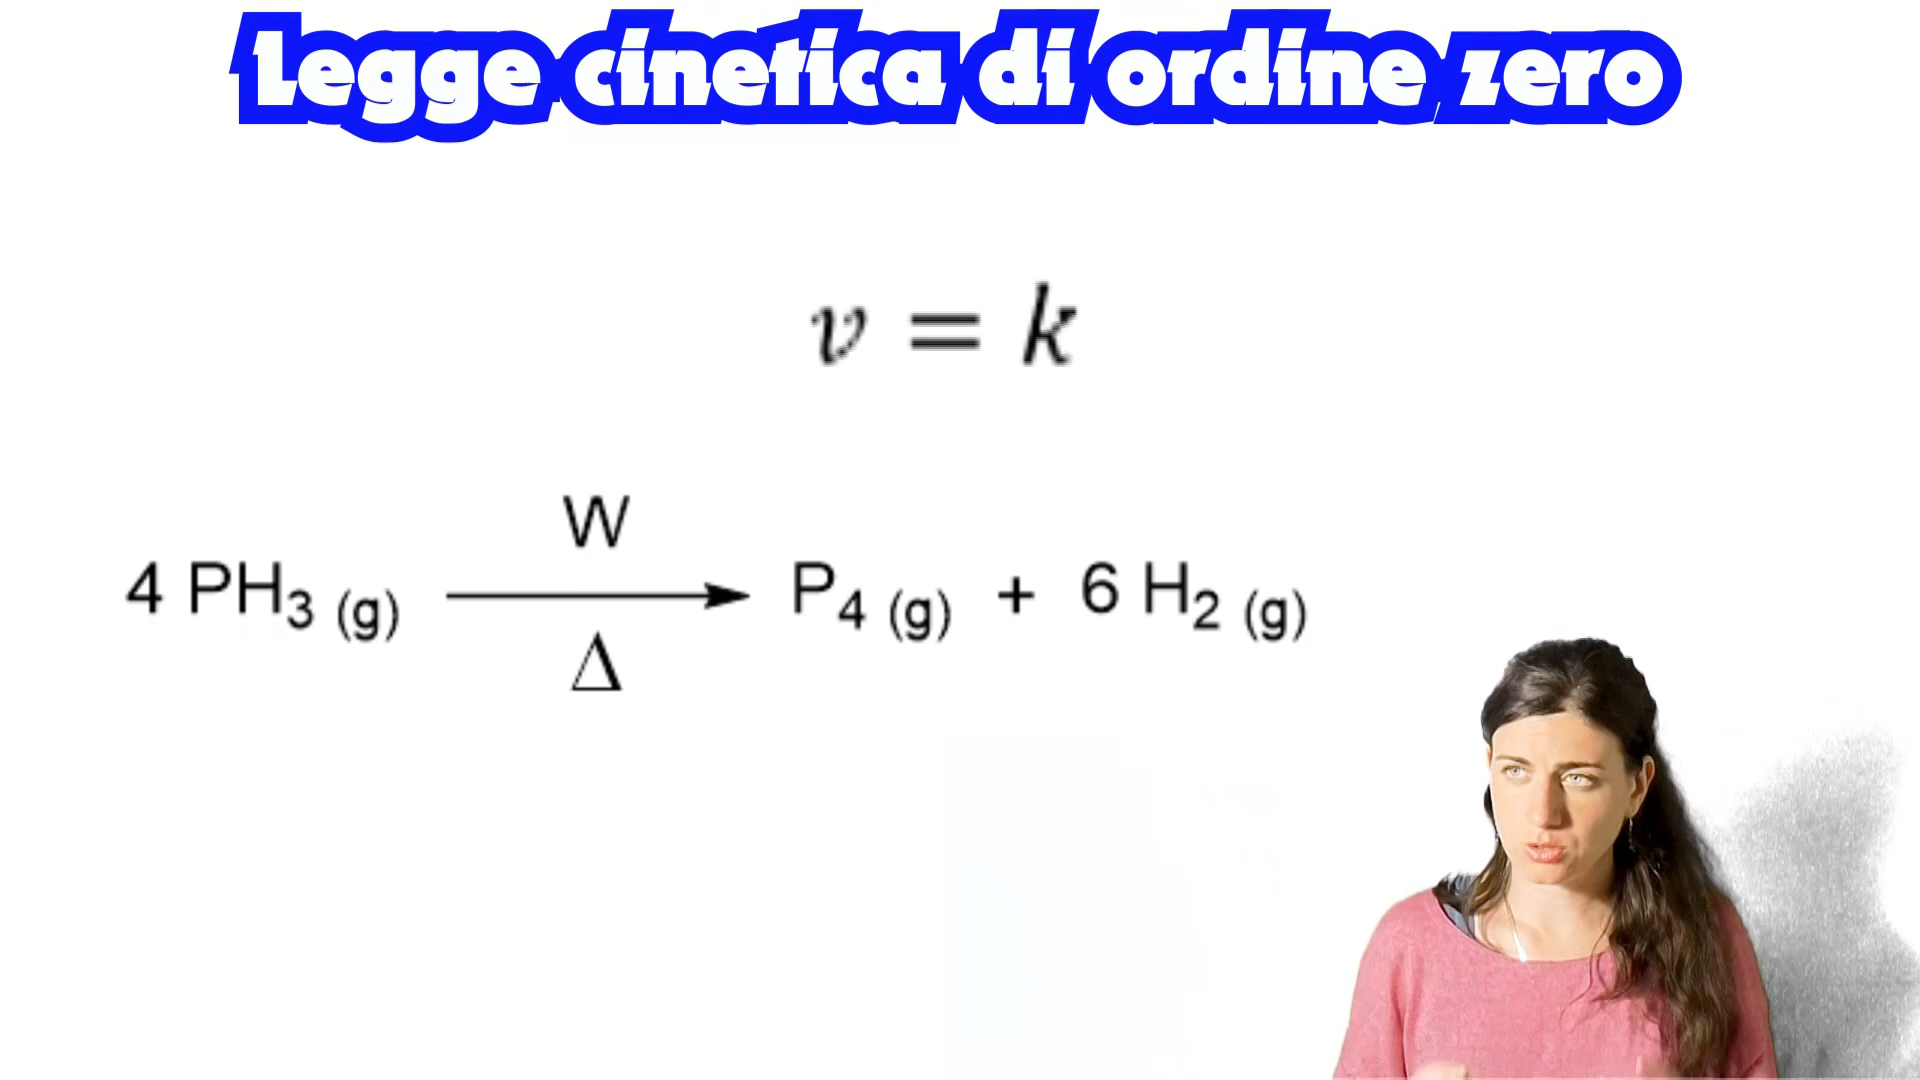 Legge cinetica di ordine zero
v = k
W
4 PH₃ (g) → P₄ (g) + 6 H₂ (g)
Δ